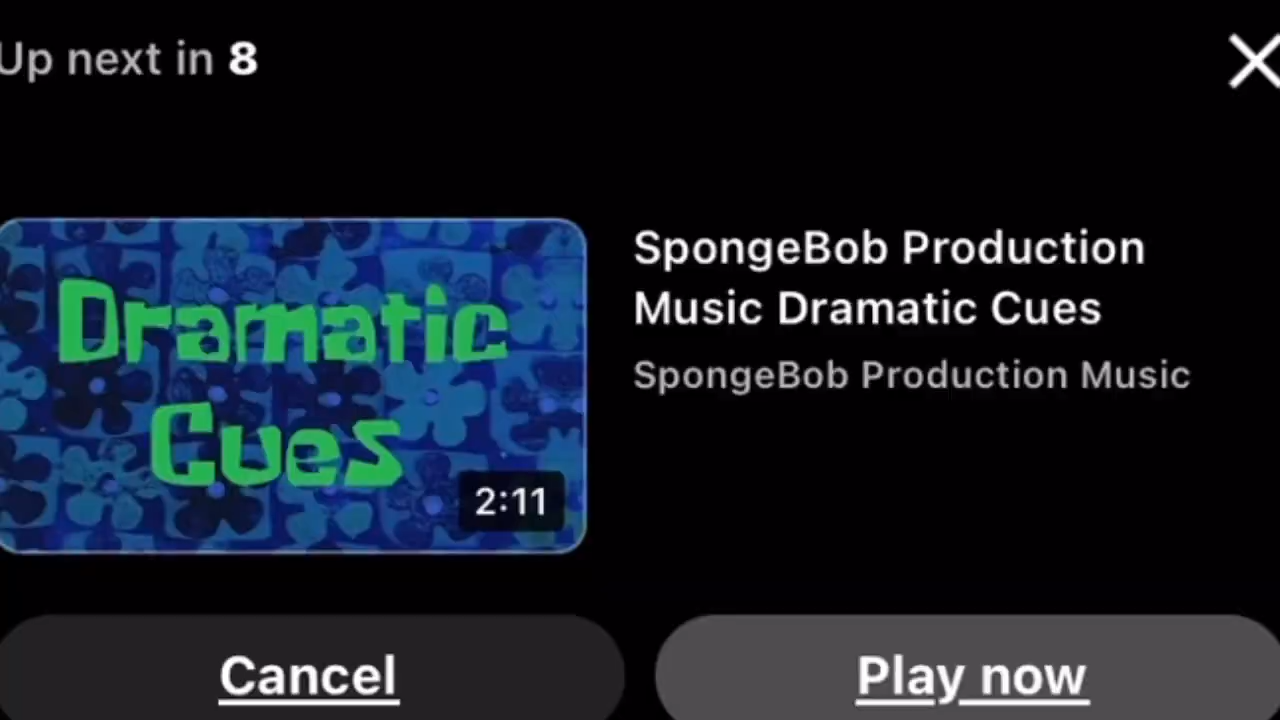 Up next in 8
Dramatic
Cues
2:11
SpongeBob Production
Music Dramatic Cues
SpongeBob Production Music
Cancel
Play now